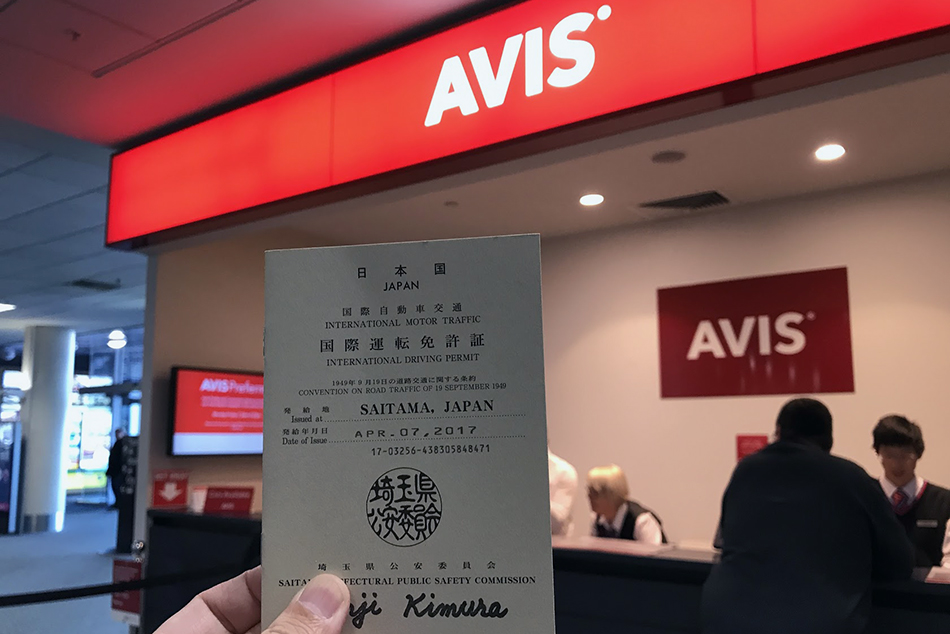 AVIS
AVIS
AVIS Preferred
日本国
JAPAN
国際自動車交通
INTERNATIONAL MOTOR TRAFFIC
国際運転免許証
INTERNATIONAL DRIVING PERMIT
1949年9月19日の道路交通に関する条約
CONVENTION ON ROAD TRAFFIC OF 19 SEPTEMBER 1949
発給地
Issued at SAITAMA, JAPAN
発給年月日
Date of Issue APR.07,2017
17-03256-438305848471
埼玉県
公安委員会
埼玉県公安委員会
PUBLIC SAFETY COMMISSION
Kimura